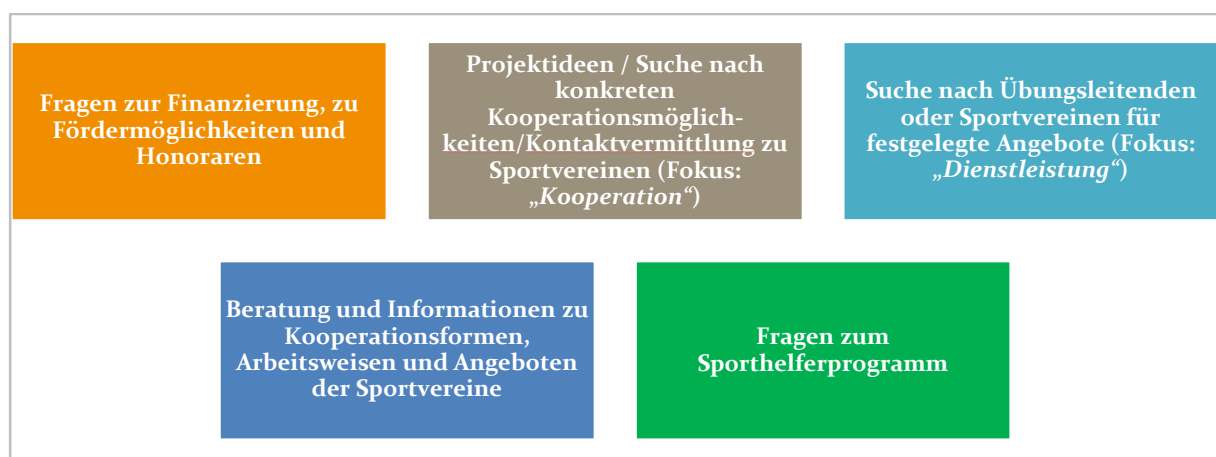 Fragen zur Finanzierung, zu
Fördermöglichkeiten und
Honoraren
Projektideen / Suche nach
konkreten
Kooperationsmöglich-
keiten/Kontaktvermittlung zu
Sportvereinen (Fokus:
„Kooperation“)
Suche nach Übungsleitenden
oder Sportvereinen für
festgelegte Angebote (Fokus:
„Dienstleistung“)
Beratung und Informationen zu
Kooperationsformen,
Arbeitsweisen und Angeboten
der Sportvereine
Fragen zum
Sporthelferprogramm